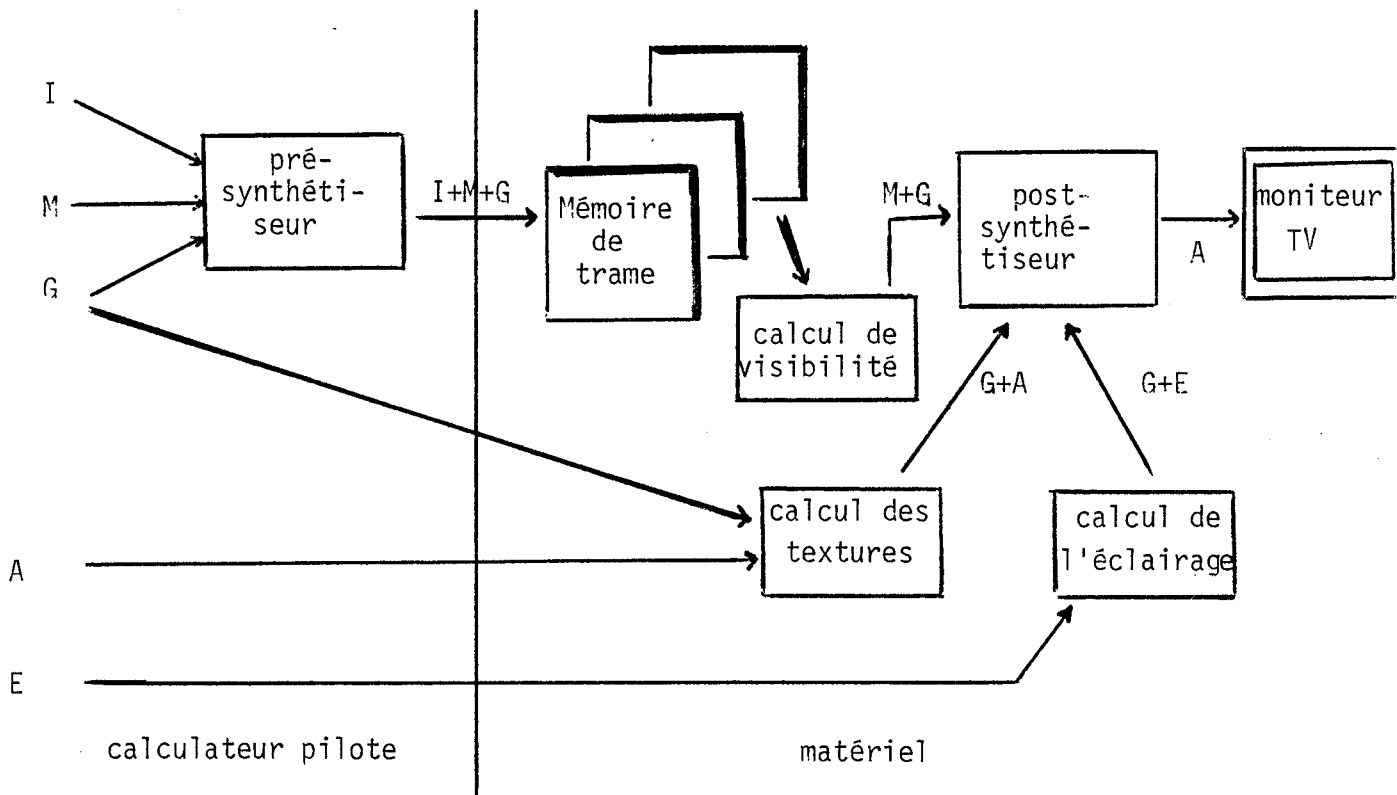 I
M
G
pré-
synthéti-
seur
I+M+G
Mémoire
de
trame
calcul de
visibilité
M+G
post-
synthé-
tiseur
A
moniteur
TV
G+A
G+E
calcul des
textures
calcul de
l'éclairage
A
E
calculateur pilote
matériel